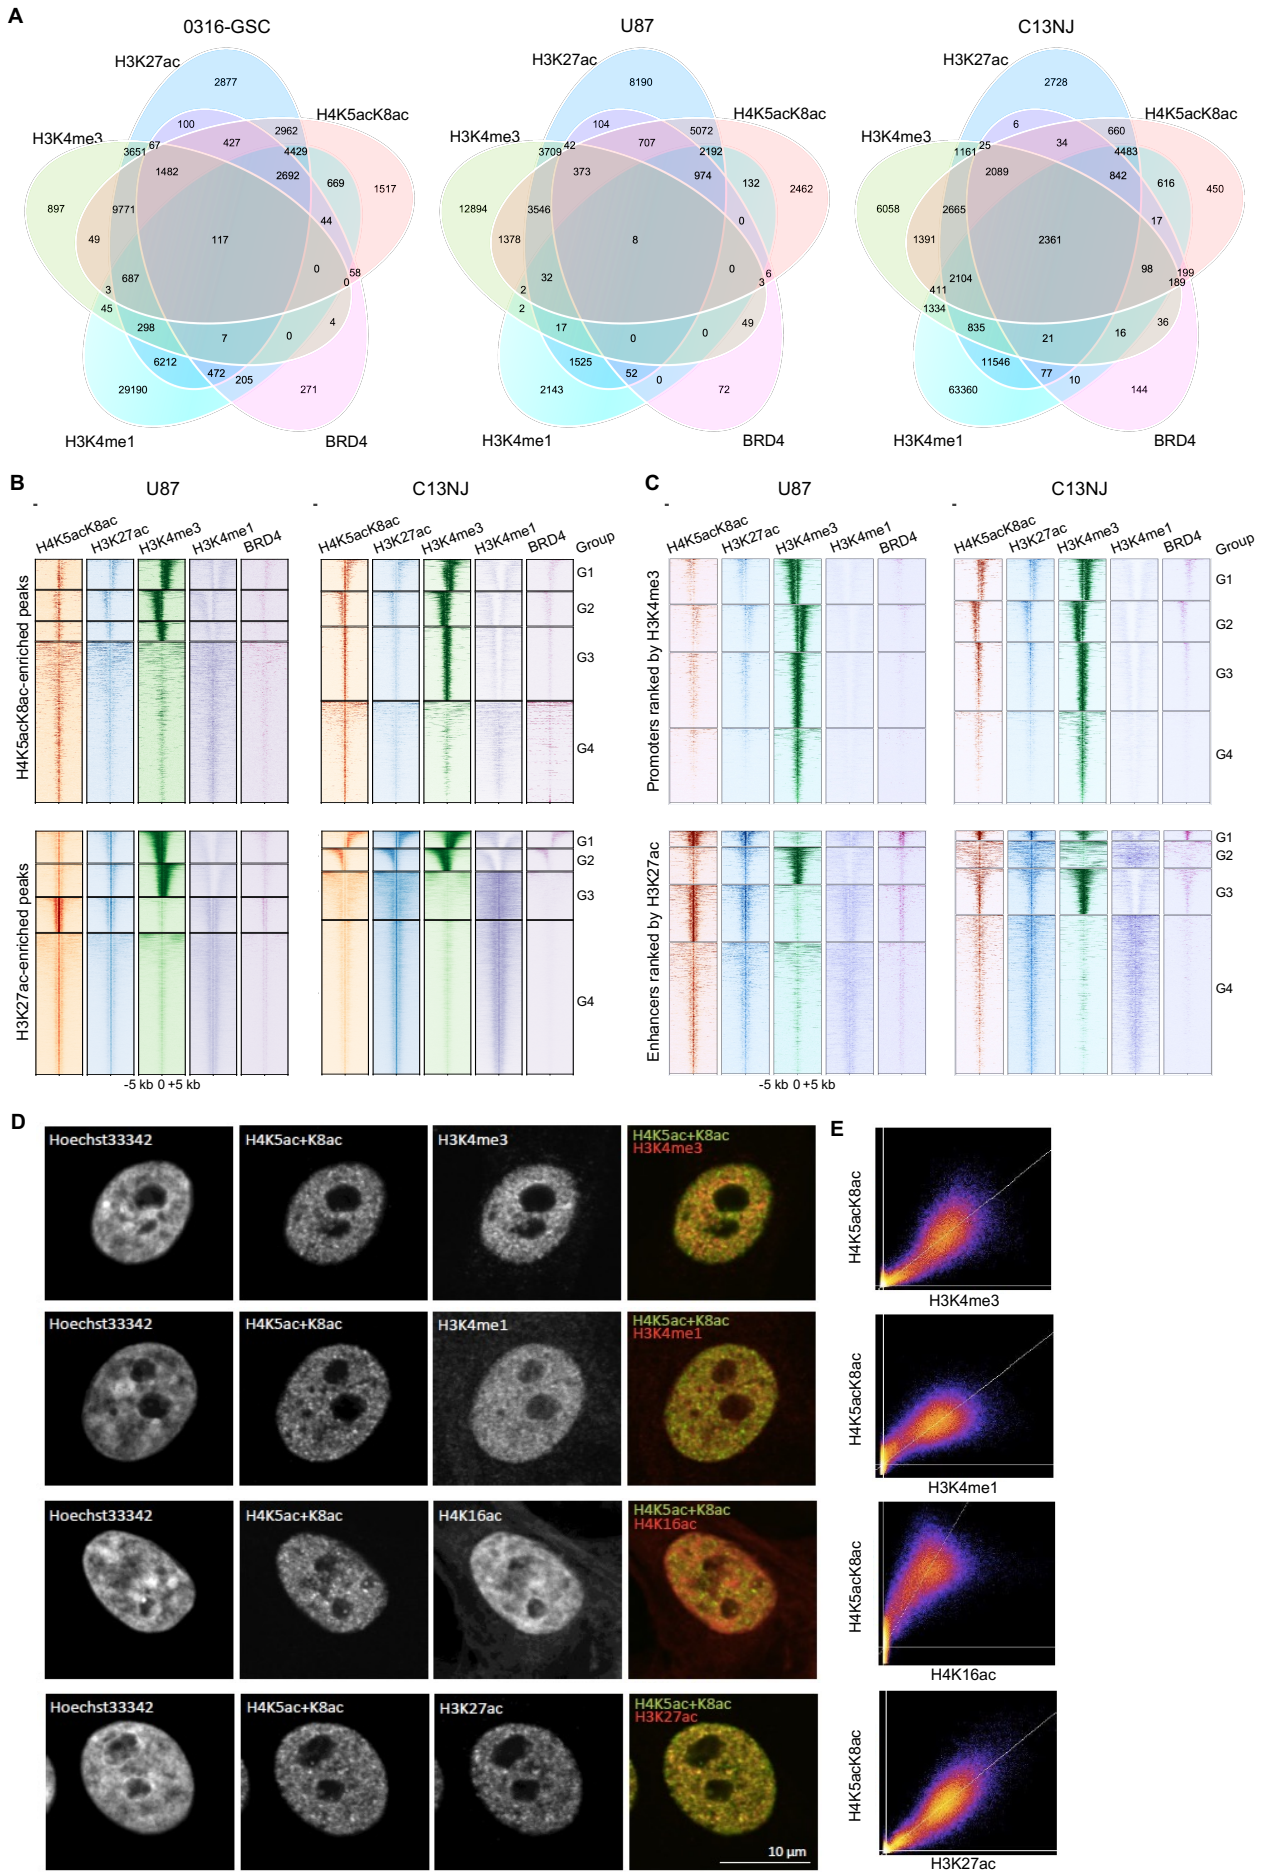 A
0316-GSC
U87
C13NJ
H3K27ac
H4K5acK8ac
H3K4me3
H3K4me1
BRD4
2877
100
2962
427
67
3651
4429
1482
2692
669
1517
897
9771
44
49
117
687
0
58
0
3
45
298
7
0
4
6212
472
205
29190
271
H3K27ac
H4K5acK8ac
H3K4me3
H3K4me1
BRD4
8190
104
5072
707
42
3709
2192
373
974
132
2462
12894
3546
0
1378
8
32
0
6
3
2
2
17
0
0
49
1525
52
0
2143
72
H3K27ac
H4K5acK8ac
H3K4me3
H3K4me1
BRD4
2728
6
660
34
25
1161
4483
2089
842
616
450
6058
2665
17
1391
2361
2104
98
199
189
411
1334
835
21
16
36
11546
77
10
63360
144
B
U87
C13NJ
H4K5acK8ac
H3K27ac
H3K4me3
H3K4me1
BRD4
H4K5acK8ac
H3K27ac
H3K4me3
H3K4me1
BRD4
Group
H4K5acK8ac-enriched peaks
G1
G2
G3
G4
H3K27ac-enriched peaks
G1
G2
G3
G4
-5 kb 0 +5 kb
C
U87
C13NJ
H4K5acK8ac
H3K27ac
H3K4me3
H3K4me1
BRD4
H4K5acK8ac
H3K27ac
H3K4me3
H3K4me1
BRD4
Group
Promoters ranked by H3K4me3
G1
G2
G3
G4
Enhancers ranked by H3K27ac
G1
G2
G3
G4
-5 kb 0 +5 kb
D
Hoechst33342
H4K5ac+K8ac
H3K4me3
H4K5ac+K8ac
H3K4me3
Hoechst33342
H4K5ac+K8ac
H3K4me1
H4K5ac+K8ac
H3K4me1
Hoechst33342
H4K5ac+K8ac
H4K16ac
H4K5ac+K8ac
H4K16ac
Hoechst33342
H4K5ac+K8ac
H3K27ac
H4K5ac+K8ac
H3K27ac
10 µm
E
H4K5acK8ac
H3K4me3
H4K5acK8ac
H3K4me1
H4K5acK8ac
H4K16ac
H4K5acK8ac
H3K27ac